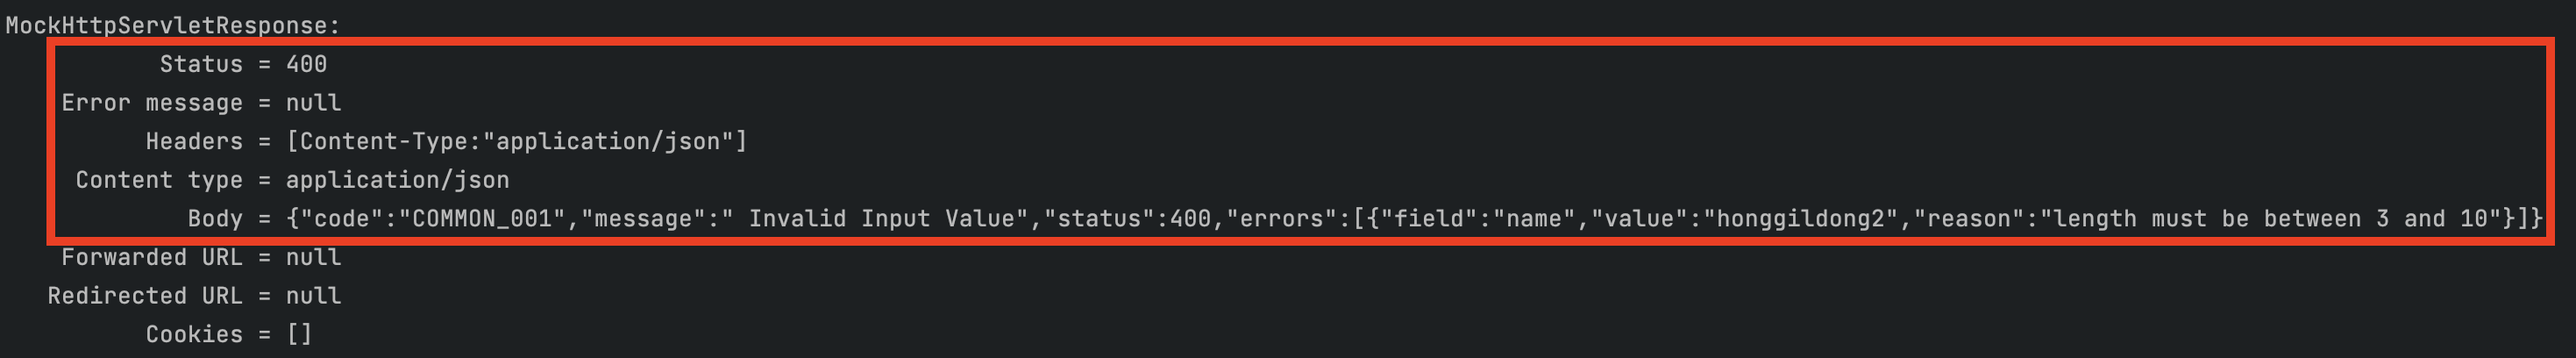 MockHttpServletResponse:
Status = 400
Error message = null
Headers = [Content-Type:"application/json"]
Content type = application/json
Body = {"code":"COMMON_001","message":" Invalid Input Value","status":400,"errors":[{"field":"name","value":"honggildong2","reason":"length must be between 3 and 10"}]}
Forwarded URL = null
Redirected URL = null
Cookies = []